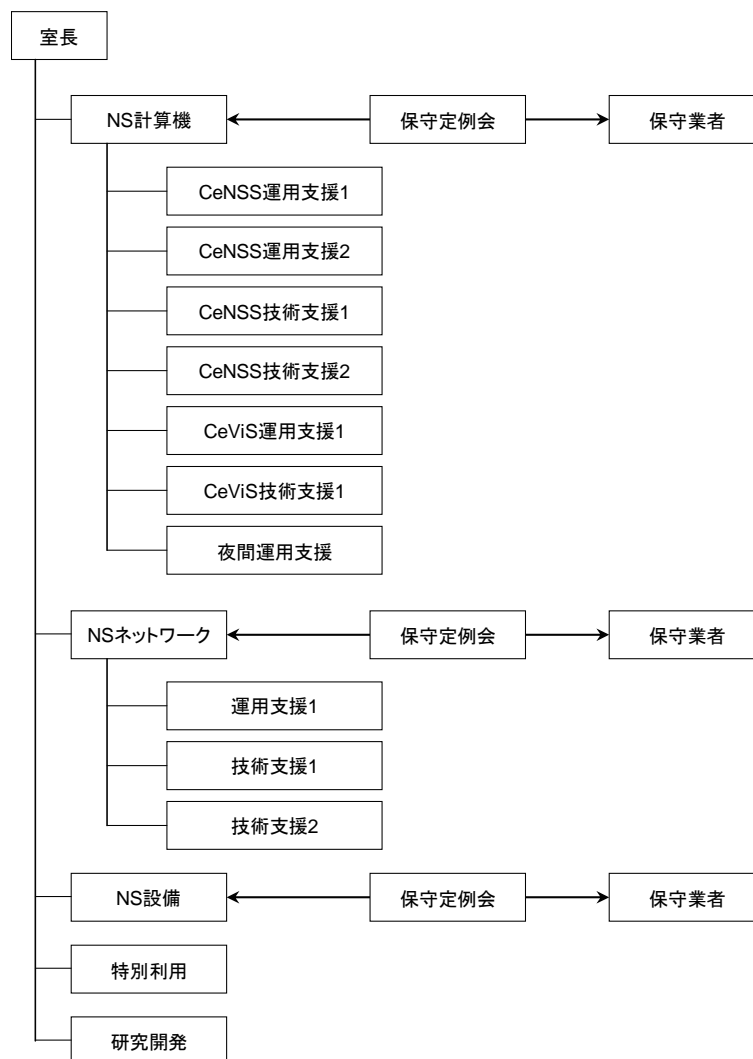 室長
NS計算機
保守定例会
保守業者
CeNSS運用支援1
CeNSS運用支援2
CeNSS技術支援1
CeNSS技術支援2
CeViS運用支援1
CeViS技術支援1
夜間運用支援
NSネットワーク
保守定例会
保守業者
運用支援1
技術支援1
技術支援2
NS設備
保守定例会
保守業者
特別利用
研究開発